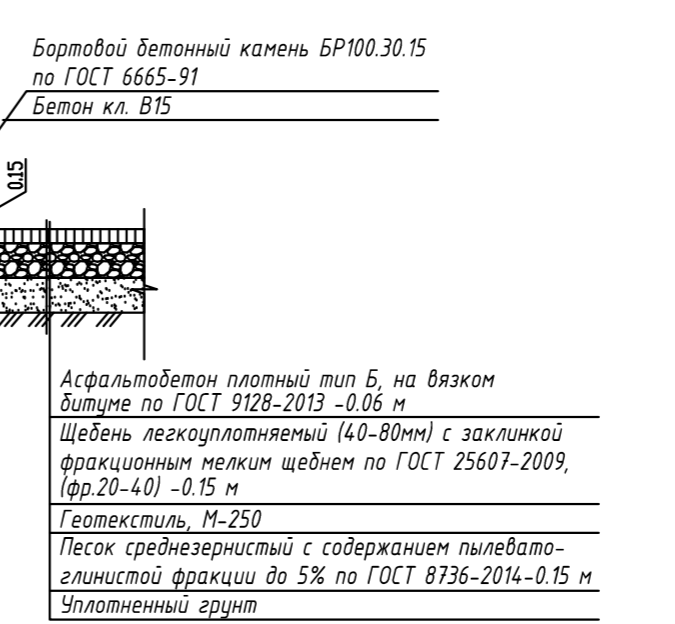 Бортовой бетонный камень БР100.30.15
по ГОСТ 6665-91
Бетон кл. В15
0.15
Асфальтобетон плотный тип Б, на вязком
битуме по ГОСТ 9128-2013 -0.06 м
Щебень легкоуплотняемый (40-80мм) с заклинкой
фракционным мелким щебнем по ГОСТ 25607-2009,
(фр.20-40) -0.15 м
Геотекстиль, М-250
Песок среднезернистый с содержанием пылевато-
глинистой фракции до 5% по ГОСТ 8736-2014-0.15 м
Уплотненный грунт